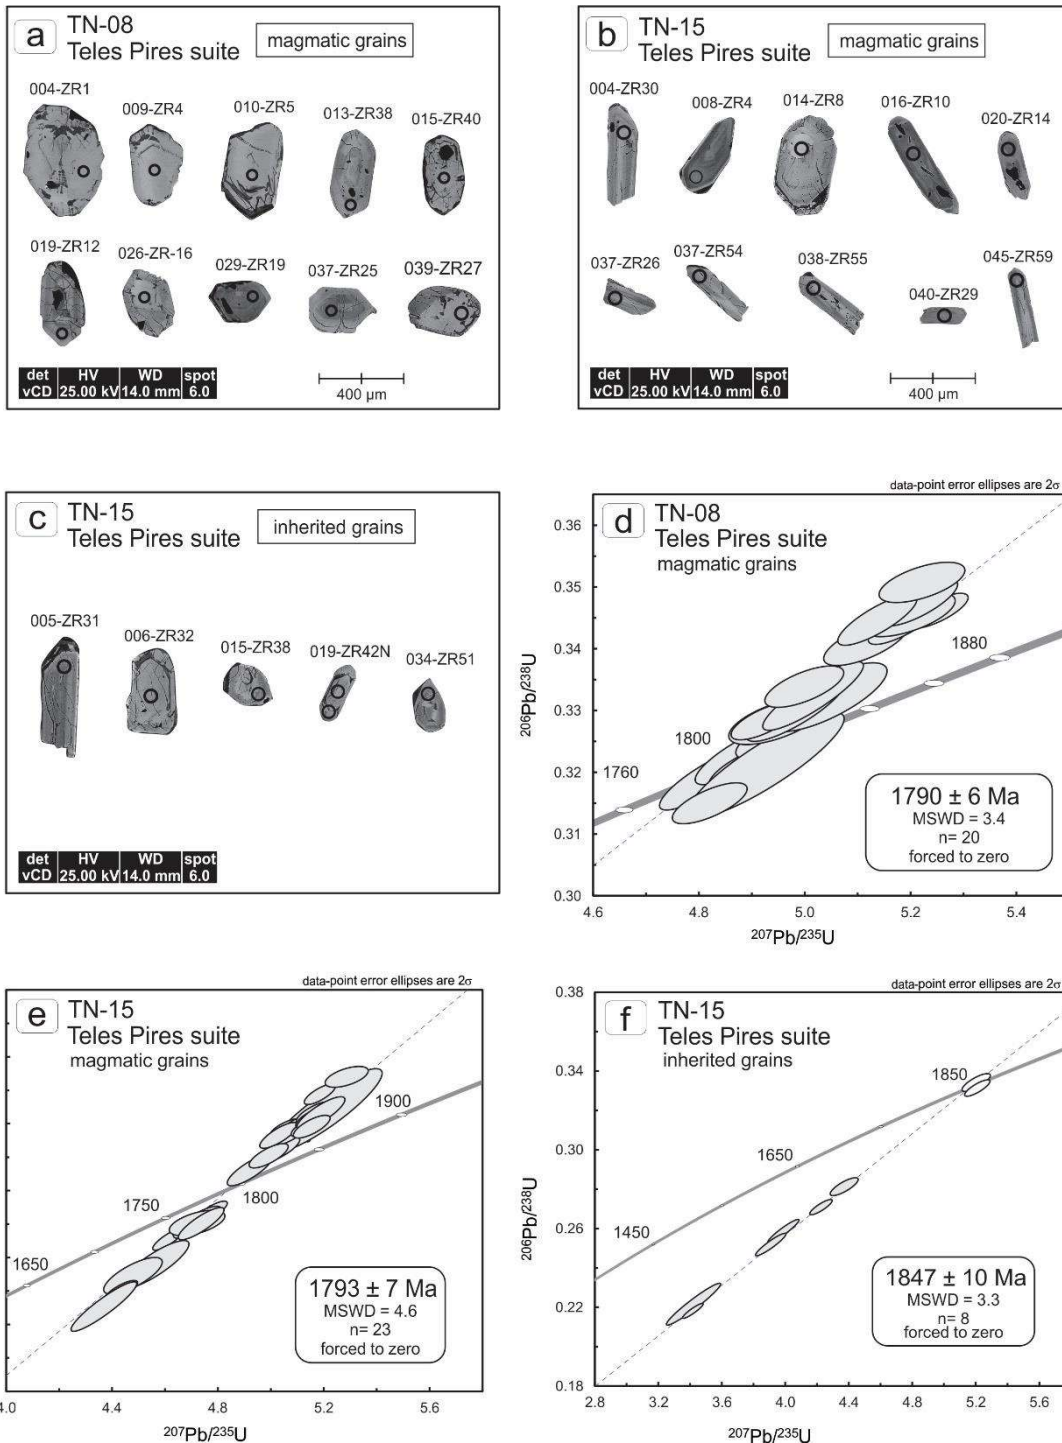 a TN-08
Teles Pires suite
magmatic grains
004-ZR1
009-ZR4
010-ZR5
013-ZR38
015-ZR40
019-ZR12
026-ZR-16
029-ZR19
037-ZR25
039-ZR27
det HV WD spot
vCD 25.00 kV 14.0 mm 6.0
400 µm
b TN-15
Teles Pires suite
magmatic grains
004-ZR30
008-ZR4
014-ZR8
016-ZR10
020-ZR14
037-ZR26
037-ZR54
038-ZR55
040-ZR29
045-ZR59
det HV WD spot
vCD 25.00 kV 14.0 mm 6.0
400 µm
c TN-15
Teles Pires suite
inherited grains
005-ZR31
006-ZR32
015-ZR38
019-ZR42N
034-ZR51
det HV WD spot
vCD 25.00 kV 14.0 mm 6.0
data-point error ellipses are 2σ
d TN-08
Teles Pires suite
magmatic grains
0.36
0.35
0.34
0.33
0.32
0.31
0.30
²⁰⁶Pb/²³⁸U
1880
1800
1760
1790 ± 6 Ma
MSWD = 3.4
n= 20
forced to zero
4.6 4.8 5.0 5.2 5.4
²⁰⁷Pb/²³⁵U
data-point error ellipses are 2σ
e TN-15
Teles Pires suite
magmatic grains
1900
1800
1750
1650
1793 ± 7 Ma
MSWD = 4.6
n= 23
forced to zero
4.0 4.4 4.8 5.2 5.6
²⁰⁷Pb/²³⁵U
data-point error ellipses are 2σ
f TN-15
Teles Pires suite
inherited grains
0.38
0.34
0.30
0.26
0.22
0.18
²⁰⁶Pb/²³⁸U
1850
1650
1450
1847 ± 10 Ma
MSWD = 3.3
n= 8
forced to zero
2.8 3.2 3.6 4.0 4.4 4.8 5.2 5.6
²⁰⁷Pb/²³⁵U